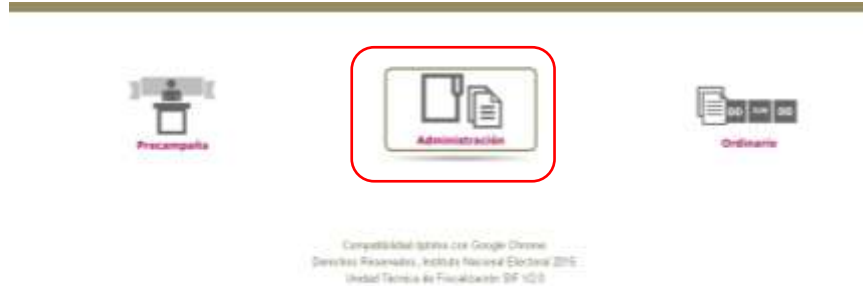 Precampaña
Administración
Ordinario
Compatibilidad óptima con Google Chrome
Derechos Reservados, Instituto Nacional Electoral 2015
Unidad Técnica de Fiscalización SIF V2.0